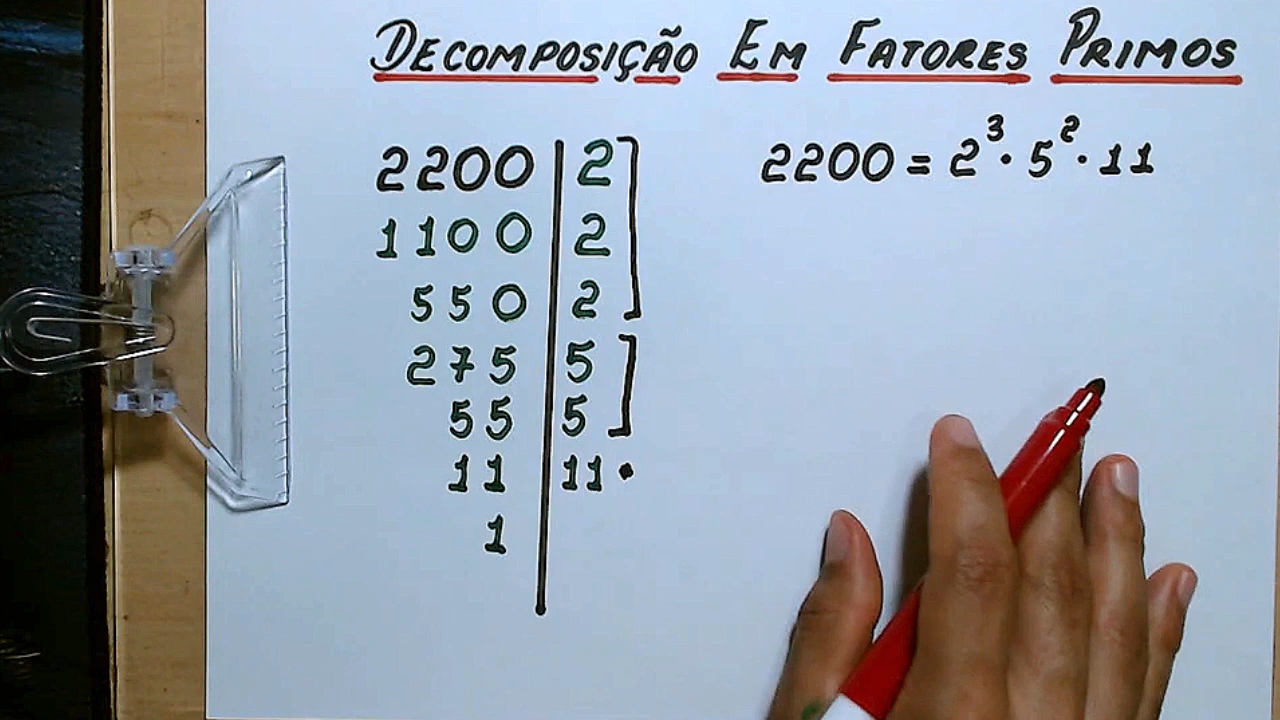 DECOMPOSIÇÃO EM FATORES PRIMOS
2200 | 2
1100 | 2
550 | 2
275 | 5
55 | 5
11 | 11 •
1
2200 = 2³ · 5² · 11